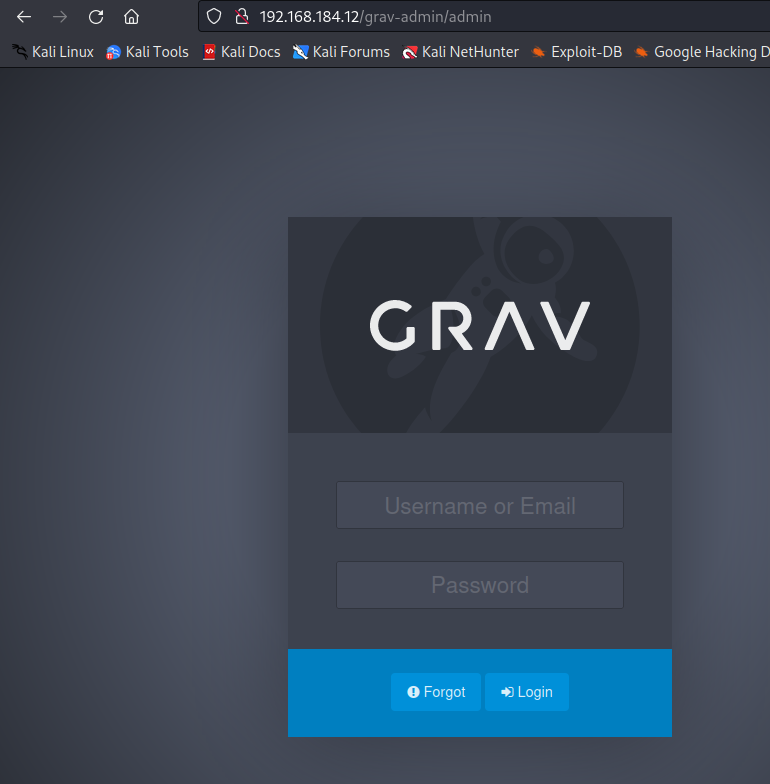 192.168.184.12/grav-admin/admin
Kali Linux Kali Tools Kali Docs Kali Forums Kali NetHunter Exploit-DB Google Hacking D
GRAV
Username or Email
Password
Forgot Login